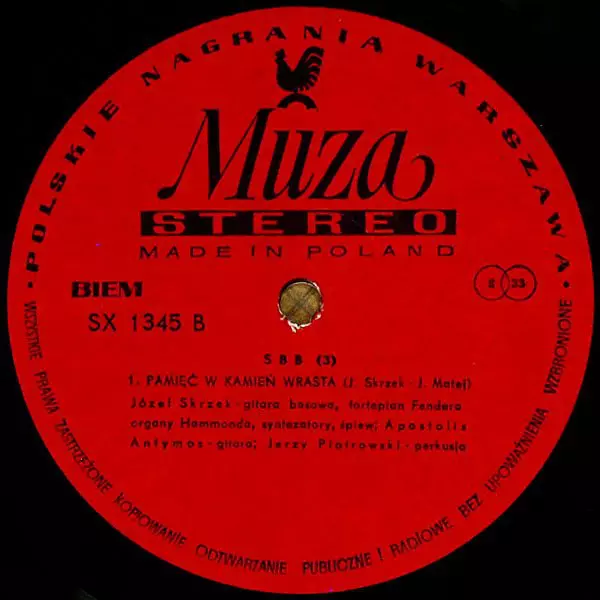 · POLSKIE NAGRANIA WARSZAWA ·
Muza
STEREO
MADE IN POLAND
BIEM
SX 1345 B
S 33
S B B (3)
1. PAMIĘĆ W KAMIEŃ WRASTA (J. Skrzek - J. Matej)
Józef Skrzek - gitara basowa, fortepian Fendera
organy Hammonda, syntezatory, śpiew; Apostolis
Antymos - gitara; Jerzy Piotrowski - perkusja
WSZYSTKIE PRAWA ZASTRZEŻONE KOPIOWANIE ODTWARZANIE PUBLICZNE I RADIOWE BEZ UPOWAŻNIENIA WZBRONIONE